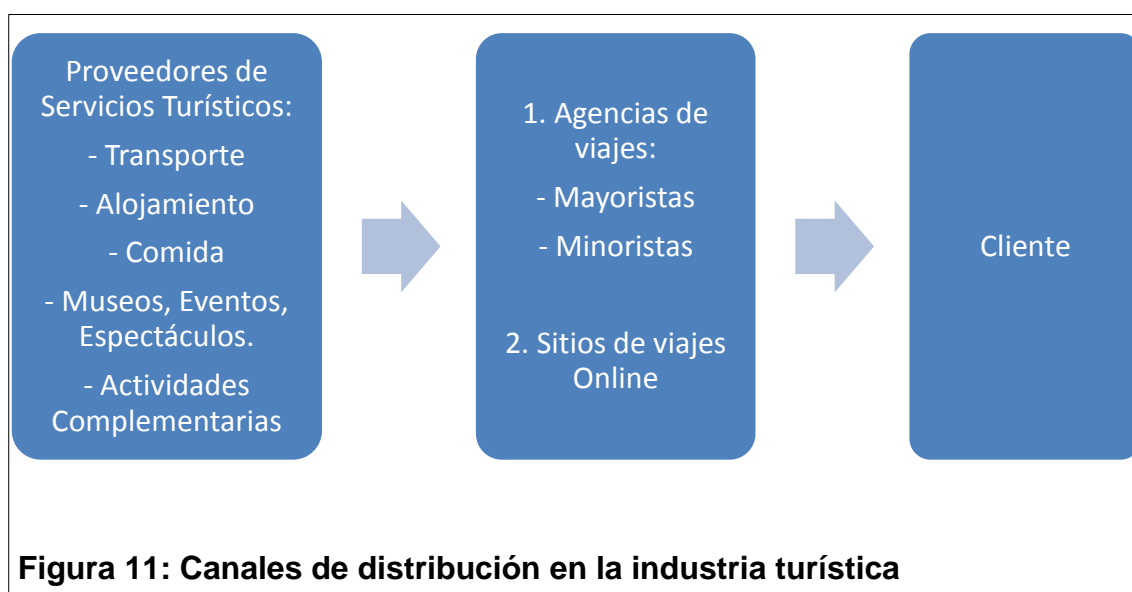 Proveedores de
Servicios Turísticos:
- Transporte
- Alojamiento
- Comida
- Museos, Eventos,
Espectáculos.
- Actividades
Complementarias
1. Agencias de
viajes:
- Mayoristas
- Minoristas
2. Sitios de viajes
Online
Cliente
Figura 11: Canales de distribución en la industria turística